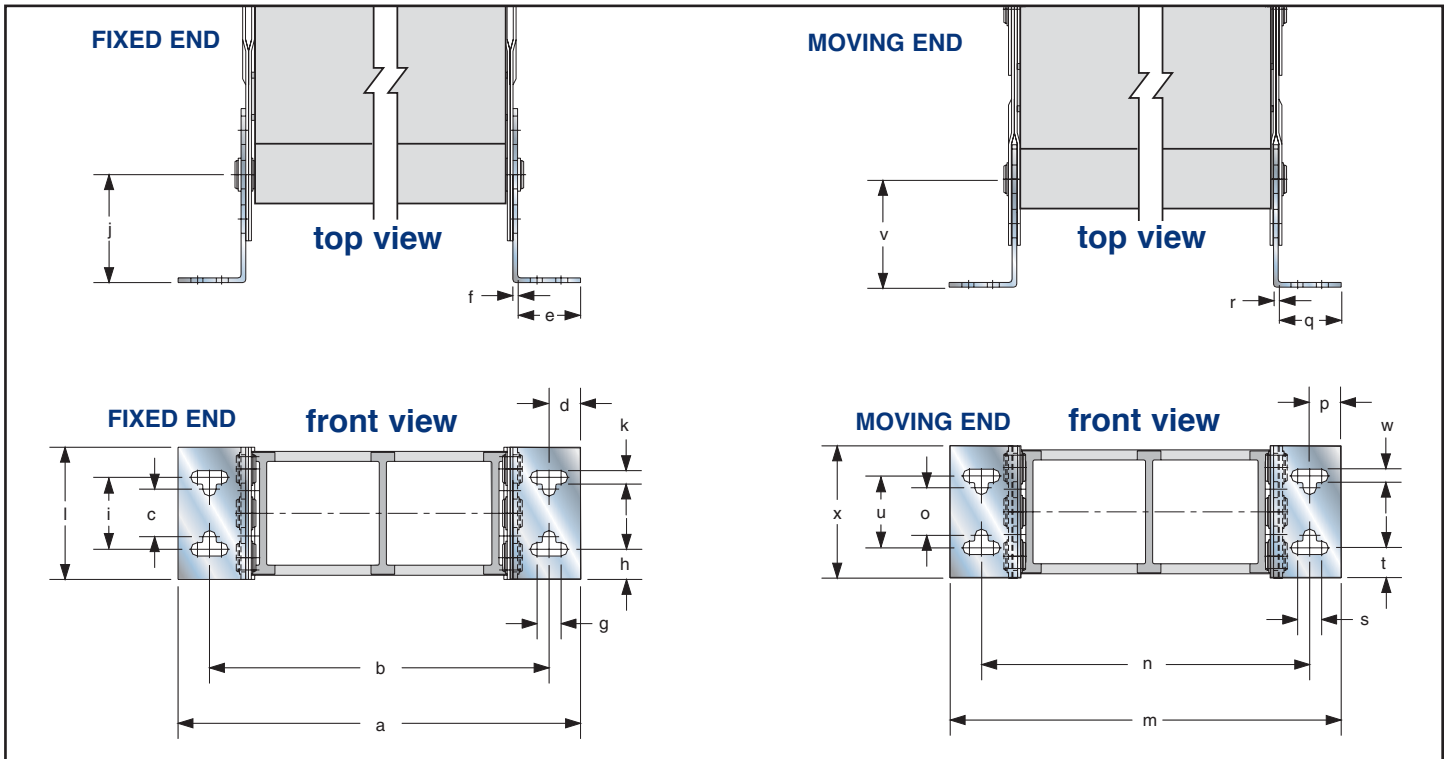 FIXED END
MOVING END
j
top view
f
e
v
top view
r
q
FIXED END
front view
d
k
l
i
c
h
g
b
a
MOVING END
front view
p
w
x
u
o
t
s
n
m